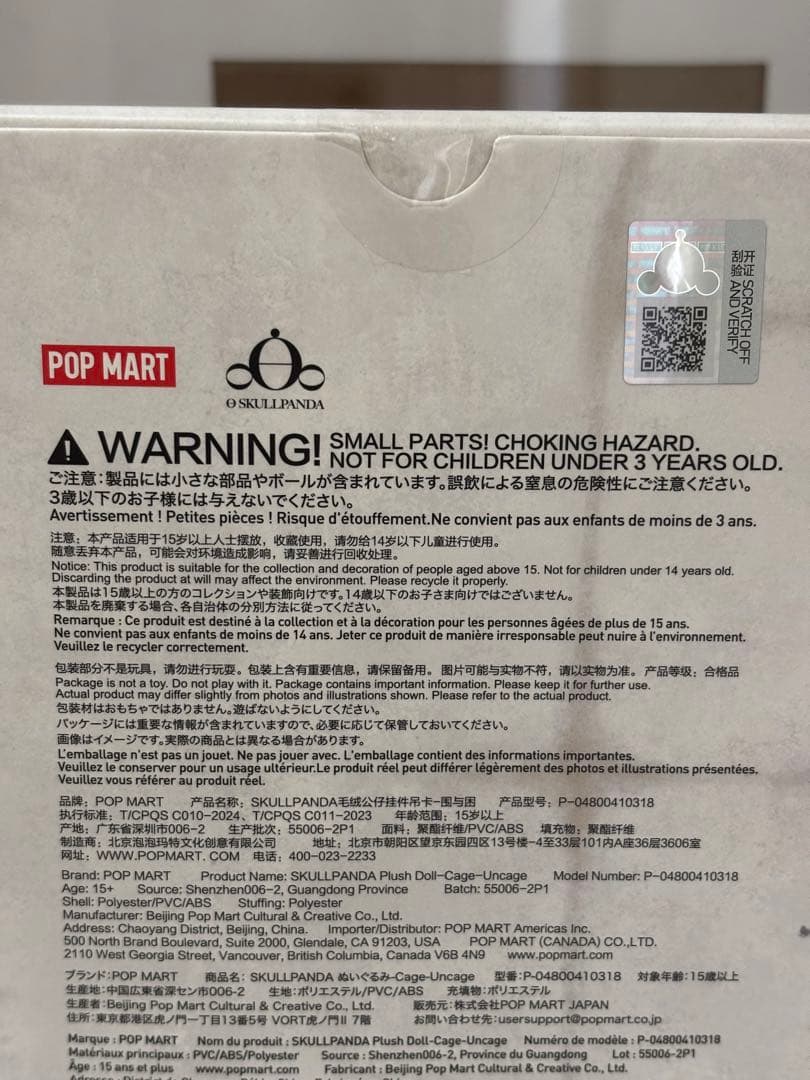 开证 SCRATCH OFF
刮验 AND VERIFY
POP MART
SKULLPANDA
WARNING! SMALL PARTS! CHOKING HAZARD.
NOT FOR CHILDREN UNDER 3 YEARS OLD.
ご注意：製品には小さな部品やボールが含まれています。誤飲による窒息の危険性にご注意ください。
3歳以下のお子様には与えないでください。
Avertissement ! Petites pièces ! Risque d'étouffement.Ne convient pas aux enfants de moins de 3 ans.
注意：本产品适用于15岁以上人士摆放，收藏使用，请勿给14岁以下儿童进行使用。
随意丢弃本产品，可能会对环境造成影响，请妥善进行回收处理。
Notice: This product is suitable for the collection and decoration of people aged above 15. Not for children under 14 years old.
Discarding the product at will may affect the environment. Please recycle it properly.
本製品は15歳以上の方のコレクションや装飾向けです。14歳以下のお子さま向けではございません。
本製品を廃棄する場合、各自治体の分別方法に従ってください。
Remarque : Ce produit est destiné à la collection et à la décoration pour les personnes âgées de plus de 15 ans.
Ne convient pas aux enfants de moins de 14 ans. Jeter ce produit de manière irresponsable peut nuire à l'environnement.
Veuillez le recycler correctement.
包装部分不是玩具，请勿进行玩耍。包装上含有重要信息，请保留备用。图片可能与实物不符，请以实物为准。产品等级：合格品
Package is not a toy. Do not play with it. Package contains important information. Please keep it for further use.
Actual product may differ slightly from photos and illustrations shown. Please refer to the actual product.
包装材はおもちゃではありません。遊ばないようにしてください。
パッケージには重要な情報が含まれていますので、必要に応じて保管しておいてください。
画像はイメージです。実際の商品とは異なる場合があります。
L'emballage n'est pas un jouet. Ne pas jouer avec. L'emballage contient des informations importantes.
Veuillez le conserver pour un usage ultérieur.Le produit réel peut différer légèrement des photos et illustrations présentées.
Veuillez vous référer au produit réel.
品牌：POP MART 产品名称：SKULLPANDA毛绒公仔挂件吊卡-围与困 产品型号：P-04800410318
执行标准：T/CPQS C010-2024、T/CPQS C011-2023 年龄范围：15岁以上
产地：广东省深圳市006-2 生产批次：55006-2P1 面料：聚酯纤维/PVC/ABS 填充物：聚酯纤维
制造商：北京泡泡玛特文化创意有限公司 地址：北京市朝阳区望京东园四区13号楼-4至33层101内A座36层3606室
网址：WWW.POPMART.COM 电话：400-023-2233
Brand: POP MART Product Name: SKULLPANDA Plush Doll-Cage-Uncage Model Number: P-04800410318
Age: 15+ Source: Shenzhen006-2, Guangdong Province Batch: 55006-2P1
Shell: Polyester/PVC/ABS Stuffing: Polyester
Manufacturer: Beijing Pop Mart Cultural & Creative Co., Ltd.
Address: Chaoyang District, Beijing, China. Importer/Distributor: POP MART Americas Inc.
500 North Brand Boulevard, Suite 2000, Glendale, CA 91203, USA POP MART (CANADA) CO.,LTD.
2110 West Georgia Street, Vancouver, British Columbia, Canada V6B 4N9 www.popmart.com
ブランド：POP MART 商品名：SKULLPANDA ぬいぐるみ-Cage-Uncage 型番：P-04800410318 対象年齢：15歳以上
生産地：中国広東省深セン市006-2 生地：ポリエステル/PVC/ABS 充填物：ポリエステル
生産者：Beijing Pop Mart Cultural & Creative Co., Ltd. 販売元：株式会社POP MART JAPAN
住所：東京都港区虎ノ門一丁目13番5号 VORT虎ノ門II 7階 お問い合わせ先：usersupport@popmart.co.jp
Marque : POP MART Nom du produit : SKULLPANDA Plush Doll-Cage-Uncage Numéro de modèle : P-04800410318
Matériaux principaux : PVC/ABS/Polyester Source : Shenzhen006-2, Province du Guangdong Lot : 55006-2P1
Âge : 15 ans et plus www.popmart.com Fabricant : Beijing Pop Mart Cultural & Creative Co., Ltd.